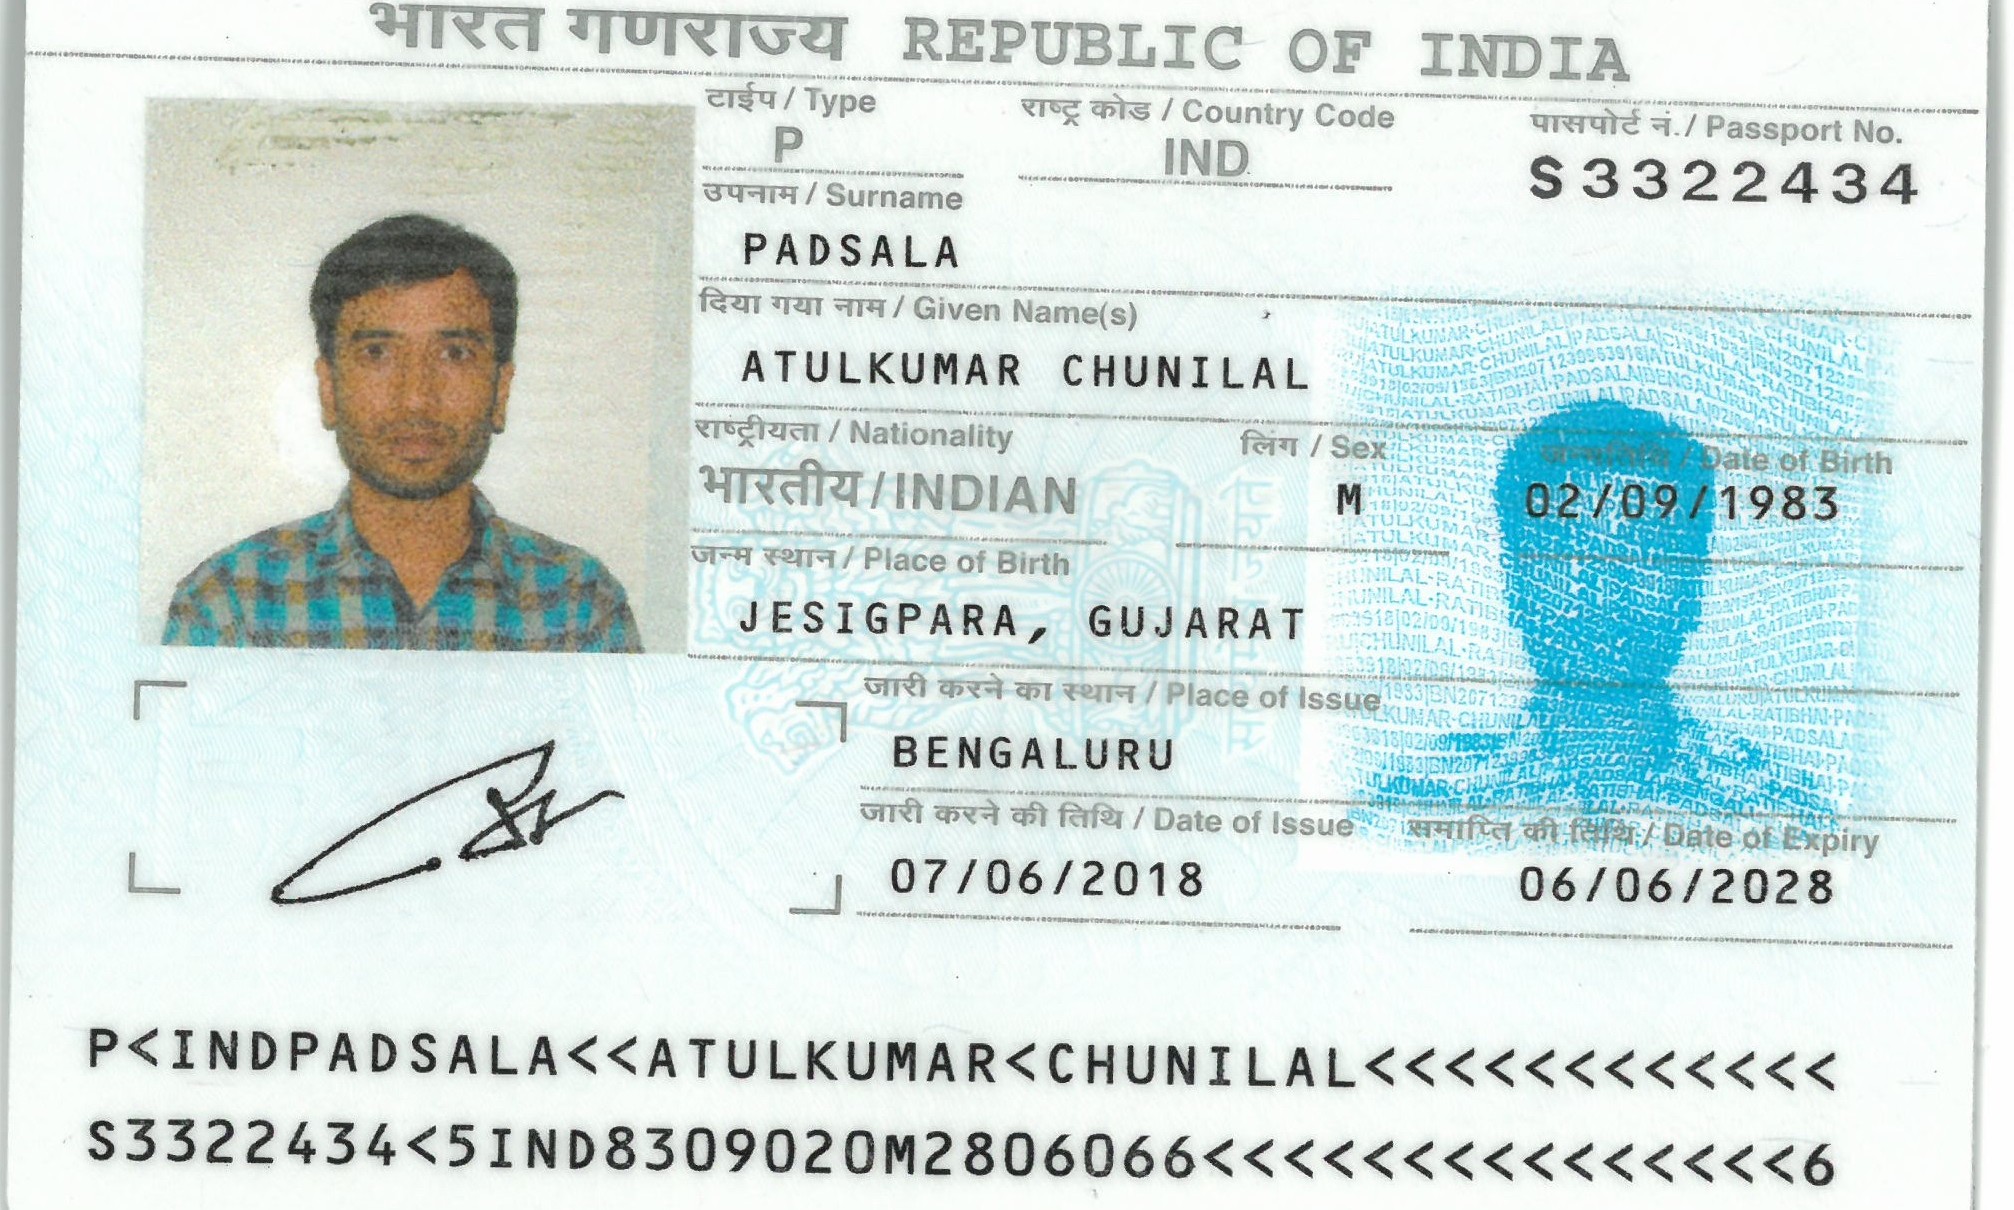 भारत गणराज्य REPUBLIC OF INDIA
टाईप / Type
राष्ट्र कोड / Country Code
पासपोर्ट नं. / Passport No.
P
IND
S3322434
उपनाम / Surname
PADSALA
दिया गया नाम / Given Name(s)
ATULKUMAR CHUNILAL
राष्ट्रीयता / Nationality
लिंग / Sex
जन्मतिथि / Date of Birth
भारतीय / INDIAN
M
02/09/1983
जन्म स्थान / Place of Birth
JESIGPARA, GUJARAT
जारी करने का स्थान / Place of Issue
BENGALURU
जारी करने की तिथि / Date of Issue
समाप्ति की तिथि / Date of Expiry
07/06/2018
06/06/2028
P<INDPADSALA<<ATULKUMAR<CHUNILAL<<<<<<<<<<<<
S3322434<5IND8309020M2806066<<<<<<<<<<<<<<<6